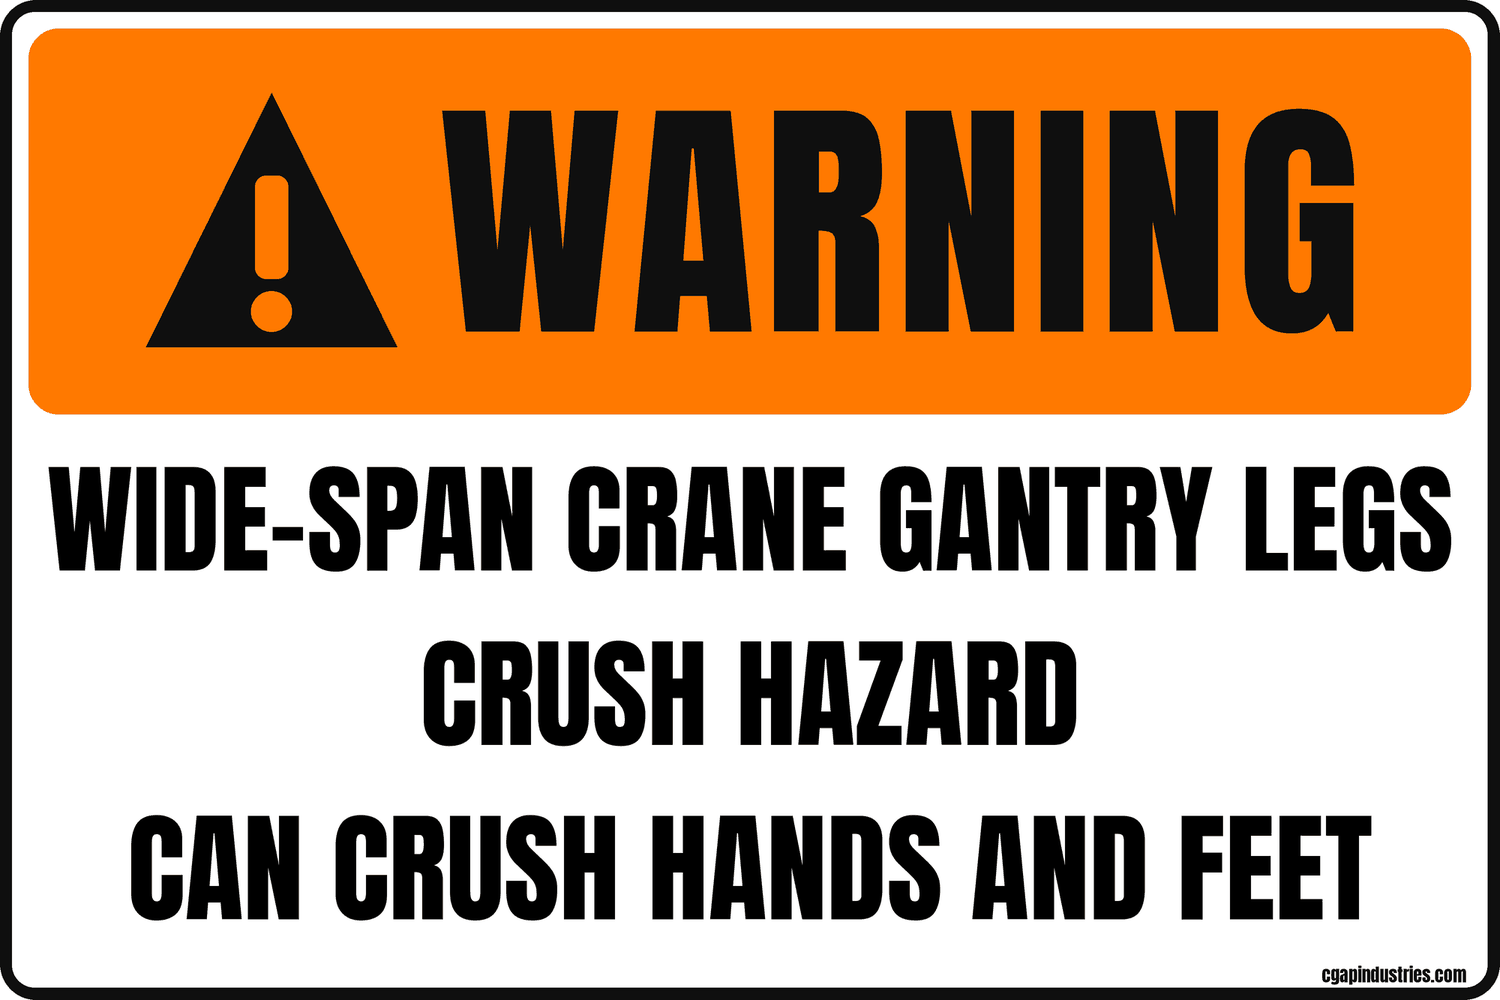 WARNING
WIDE-SPAN CRANE GANTRY LEGS
CRUSH HAZARD
CAN CRUSH HANDS AND FEET
cgapindustries.com